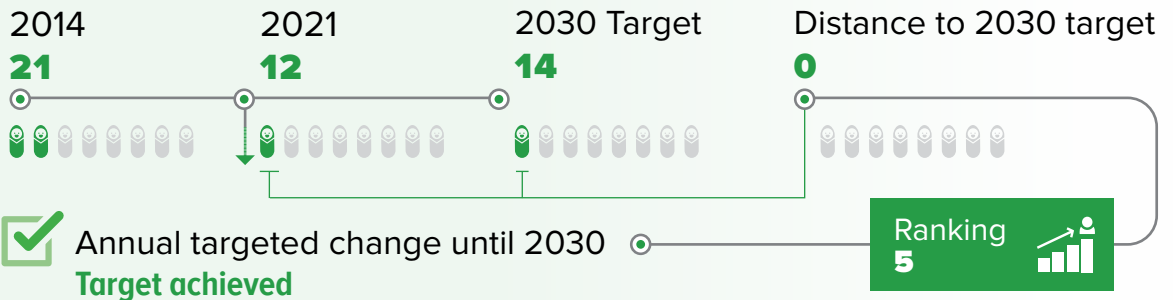 2014
21
2021
12
2030 Target
14
Distance to 2030 target
0
Annual targeted change until 2030
Target achieved
Ranking
5